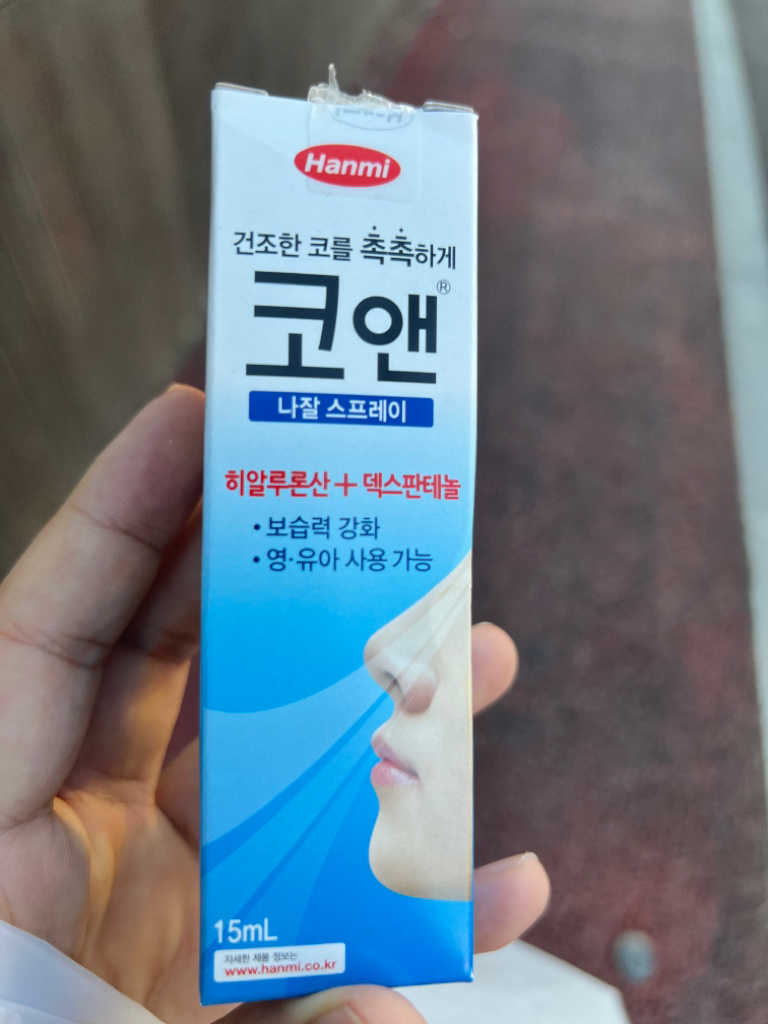 Hanmi
건조한 코를 촉촉하게
코앤®
나잘 스프레이
히알루론산 + 덱스판테놀
• 보습력 강화
• 영·유아 사용 가능
15mL
자세한 제품 정보는
www.hanmi.co.kr